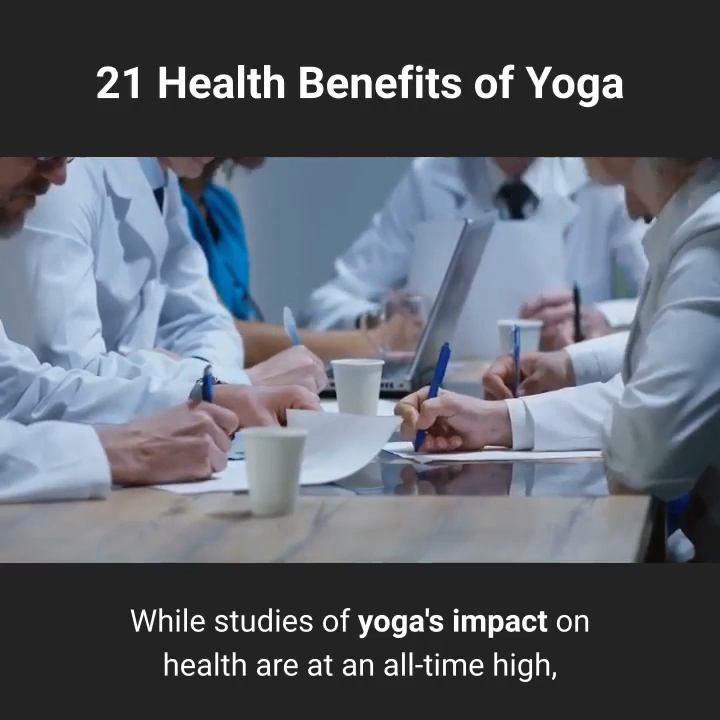 21 Health Benefits of Yoga
While studies of yoga's impact on
health are at an all-time high,